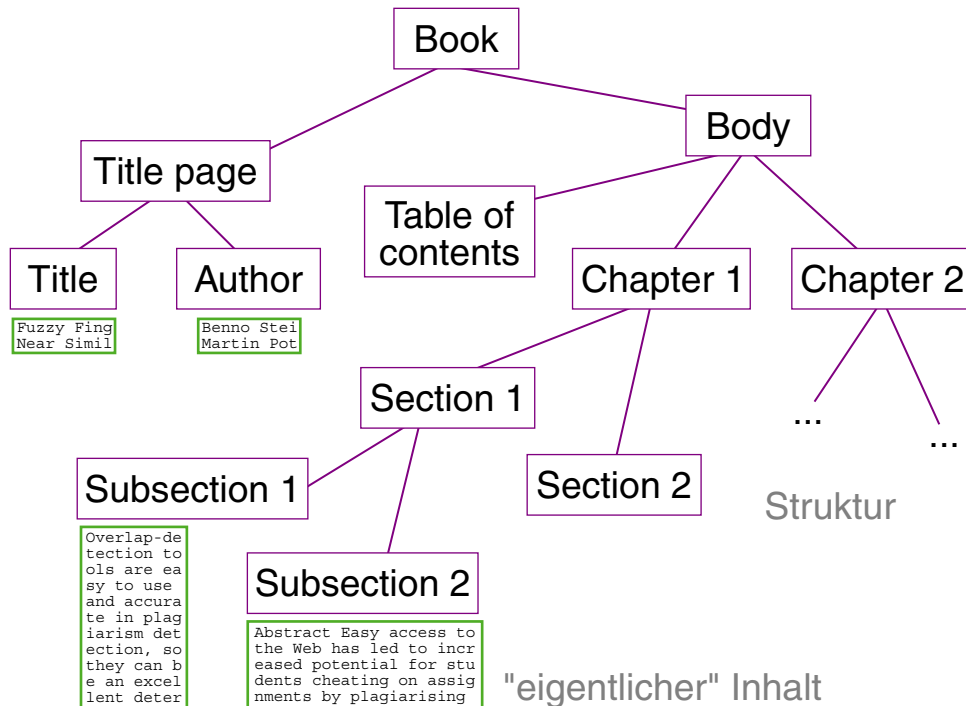 Book
Body
Title page
Table of
contents
Title
Author
Chapter 1
Chapter 2
Fuzzy Fing
Near Simil
Benno Stei
Martin Pot
Section 1
...
...
Subsection 1
Section 2
Struktur
Overlap-de
tection to
ols are ea
sy to use
and accura
te in plag
iarism det
ection, so
they can b
e an excel
lent deter
Subsection 2
Abstract Easy access to
the Web has led to incr
eased potential for stu
dents cheating on assig
nments by plagiarising
"eigentlicher" Inhalt